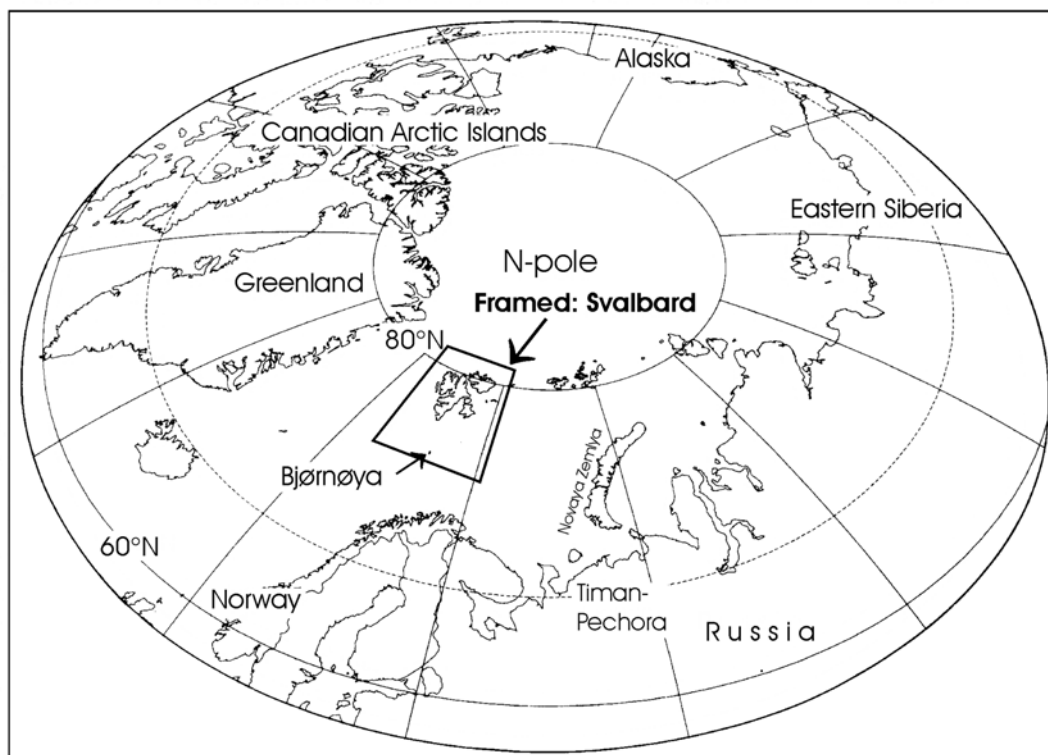 Alaska
Canadian Arctic Islands
Eastern Siberia
N-pole
Greenland
Framed: Svalbard
80°N
Bjørnøya
Novaya Zemlya
60°N
Norway
Timan-
Pechora
Russia